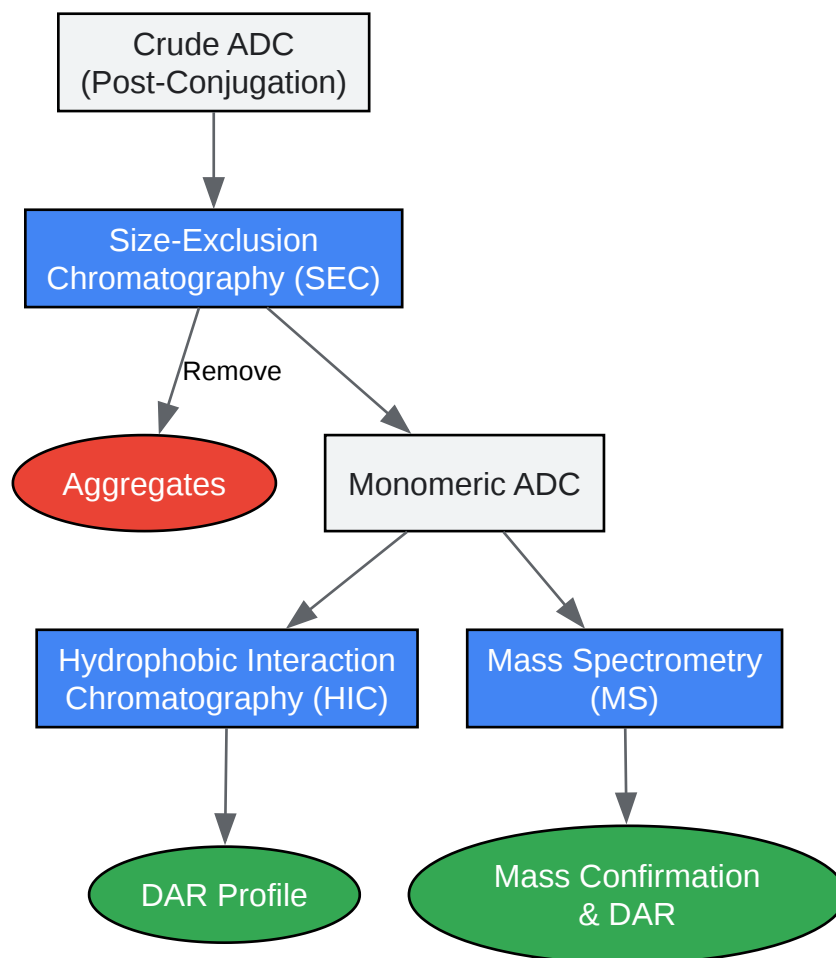 Crude ADC
(Post-Conjugation)
Size-Exclusion
Chromatography (SEC)
Remove
Aggregates
Monomeric ADC
Hydrophobic Interaction
Chromatography (HIC)
Mass Spectrometry
(MS)
DAR Profile
Mass Confirmation
& DAR